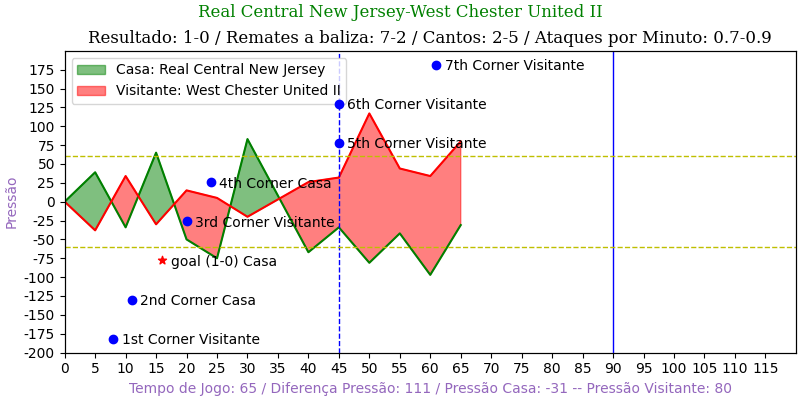 Real Central New Jersey-West Chester United II
Resultado: 1-0 / Remates a baliza: 7-2 / Cantos: 2-5 / Ataques por Minuto: 0.7-0.9
Casa: Real Central New Jersey
Visitante: West Chester United II
7th Corner Visitante
6th Corner Visitante
5th Corner Visitante
4th Corner Casa
3rd Corner Visitante
goal (1-0) Casa
2nd Corner Casa
1st Corner Visitante
Pressão
175
150
125
100
75
50
25
0
-25
-50
-75
-100
-125
-150
-175
-200
0 5 10 15 20 25 30 35 40 45 50 55 60 65 70 75 80 85 90 95 100 105 110 115
Tempo de Jogo: 65 / Diferença Pressão: 111 / Pressão Casa: -31 -- Pressão Visitante: 80